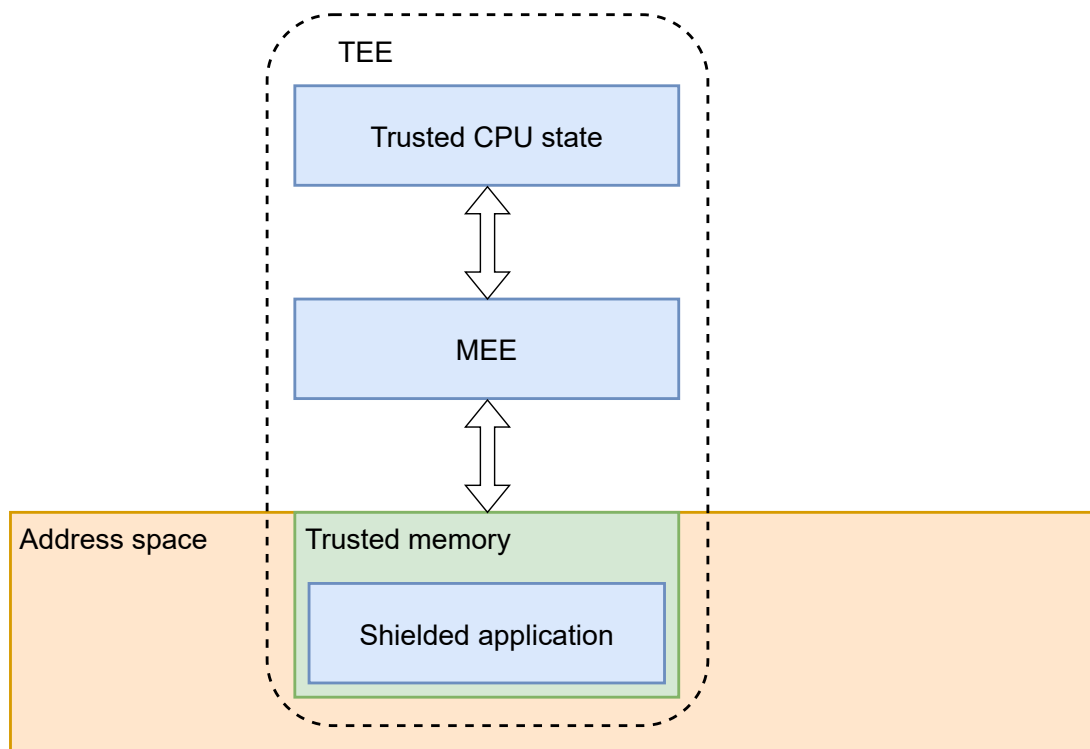 TEE
Trusted CPU state
MEE
Address space
Trusted memory
Shielded application